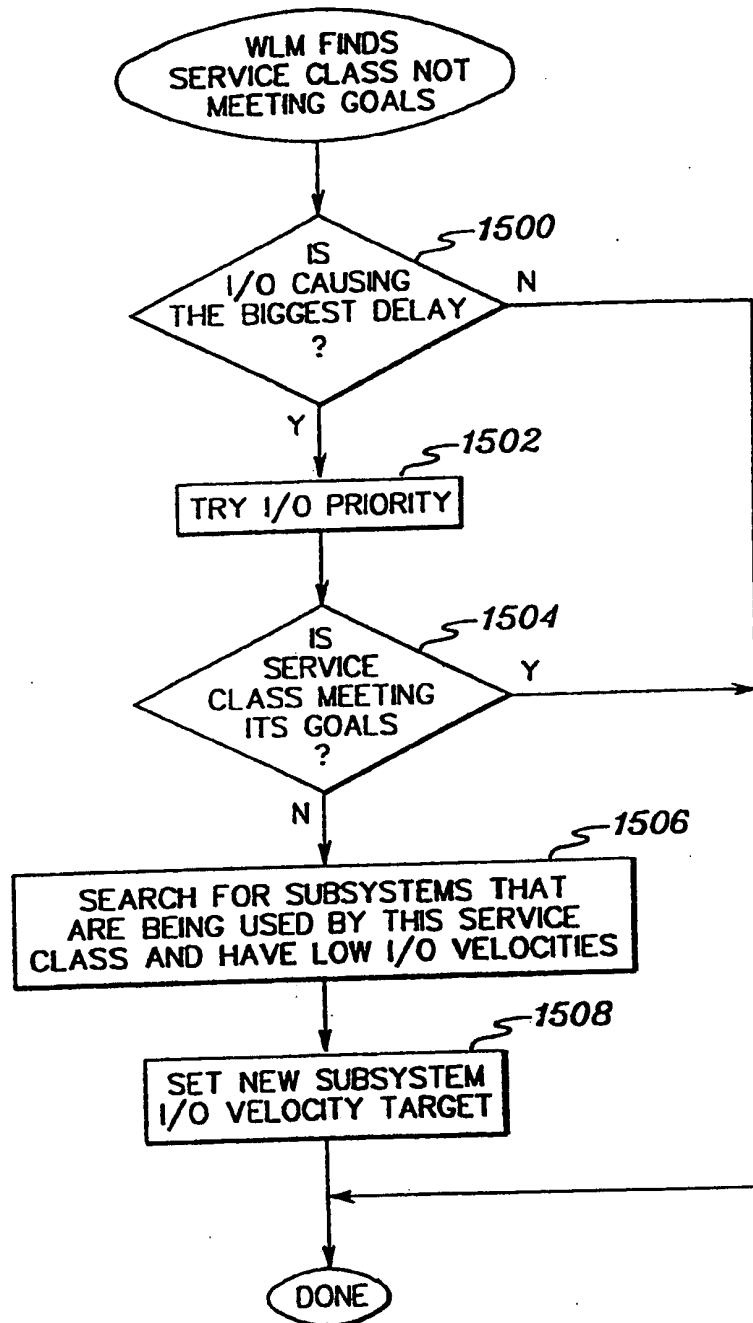 WLM FINDS
SERVICE CLASS NOT
MEETING GOALS
1500
IS
I/O CAUSING
THE BIGGEST DELAY
?
N
Y
1502
TRY I/O PRIORITY
1504
IS
SERVICE
CLASS MEETING
ITS GOALS
?
Y
N
1506
SEARCH FOR SUBSYSTEMS THAT
ARE BEING USED BY THIS SERVICE
CLASS AND HAVE LOW I/O VELOCITIES
1508
SET NEW SUBSYSTEM
I/O VELOCITY TARGET
DONE